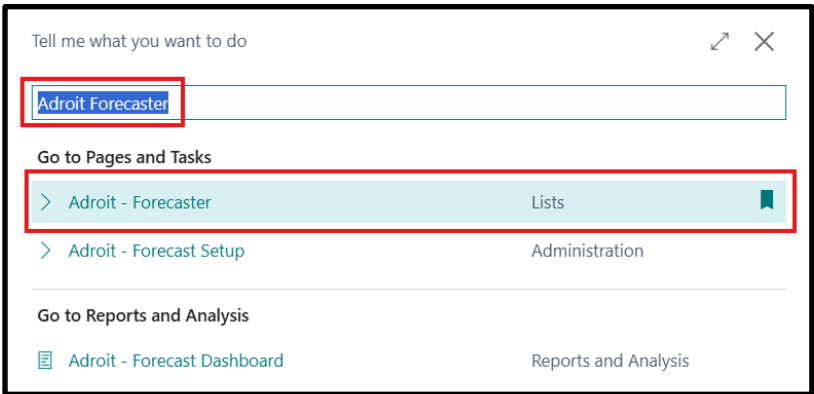 Tell me what you want to do
Adroit Forecaster
Go to Pages and Tasks
Adroit - Forecaster Lists
Adroit - Forecast Setup Administration
Go to Reports and Analysis
Adroit - Forecast Dashboard Reports and Analysis